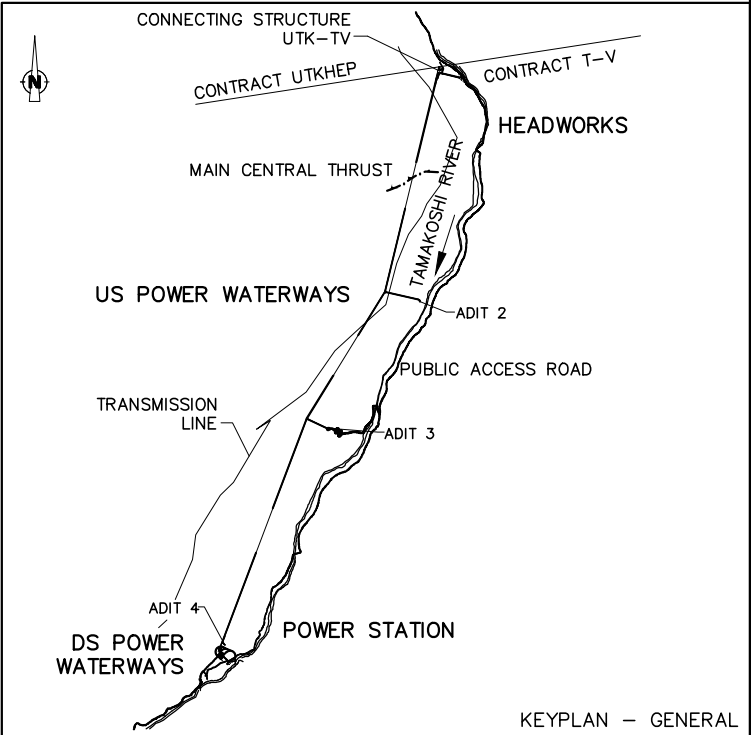 CONNECTING STRUCTURE
UTK-TV
N
CONTRACT UTKHEP
CONTRACT T-V
HEADWORKS
MAIN CENTRAL THRUST
TAMAKOSHI RIVER
US POWER WATERWAYS
ADIT 2
PUBLIC ACCESS ROAD
TRANSMISSION
LINE
ADIT 3
ADIT 4
POWER STATION
DS POWER
WATERWAYS
KEYPLAN - GENERAL